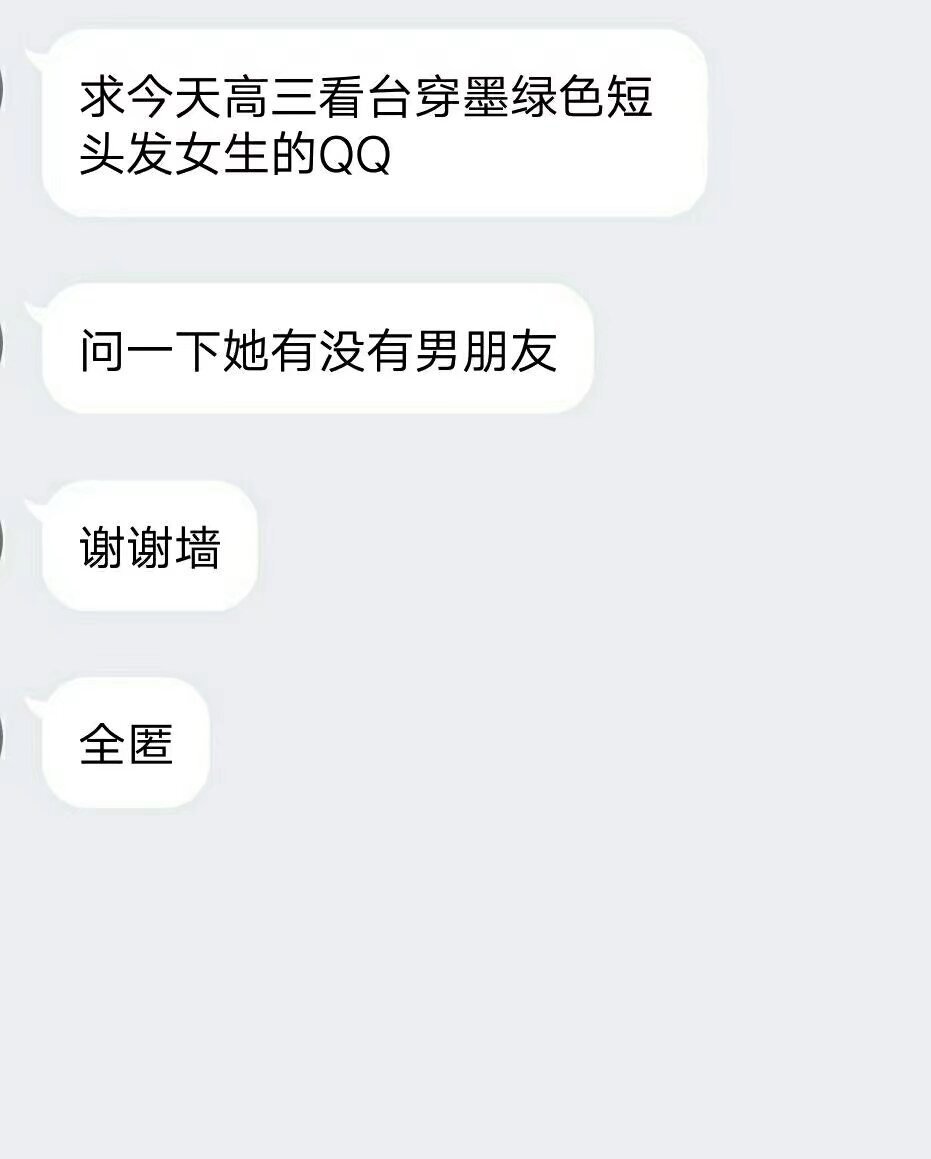 求今天高三看台穿墨绿色短
头发女生的QQ
问一下她有没有男朋友
谢谢墙
全匿